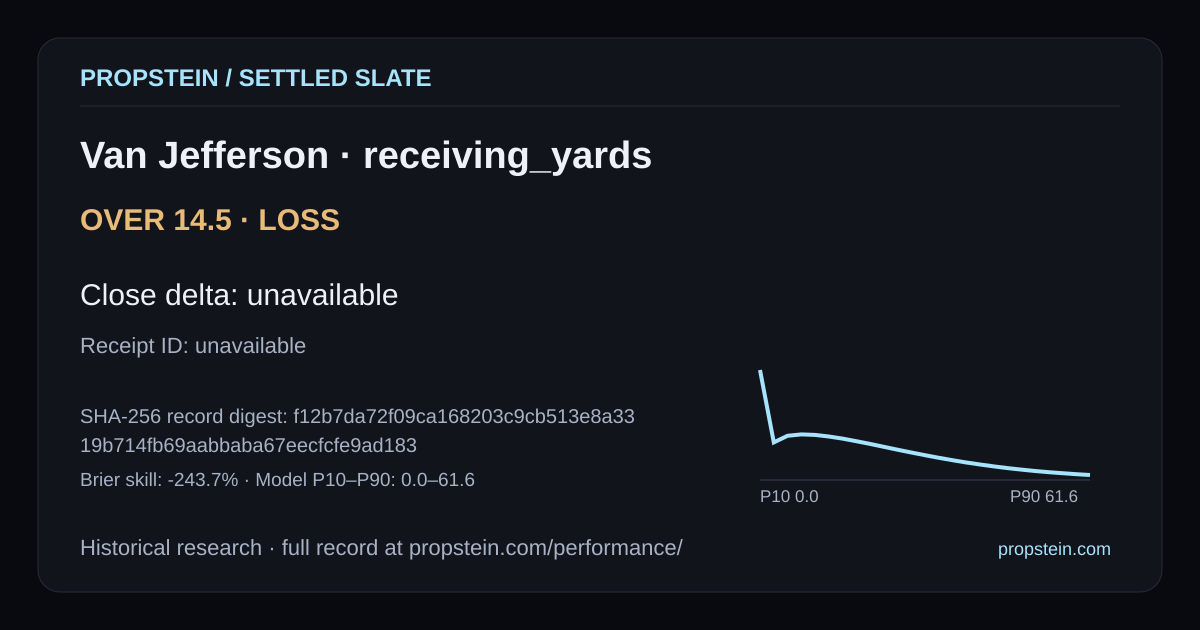 PROPSTEIN / SETTLED SLATE
Van Jefferson · receiving_yards
OVER 14.5 · LOSS
Close delta: unavailable
Receipt ID: unavailable
SHA-256 record digest: f12b7da72f09ca168203c9cb513e8a33
19b714fb69aabbaba67eecfcfe9ad183
Brier skill: -243.7% · Model P10–P90: 0.0–61.6
P10 0.0
P90 61.6
Historical research · full record at propstein.com/performance/
propstein.com